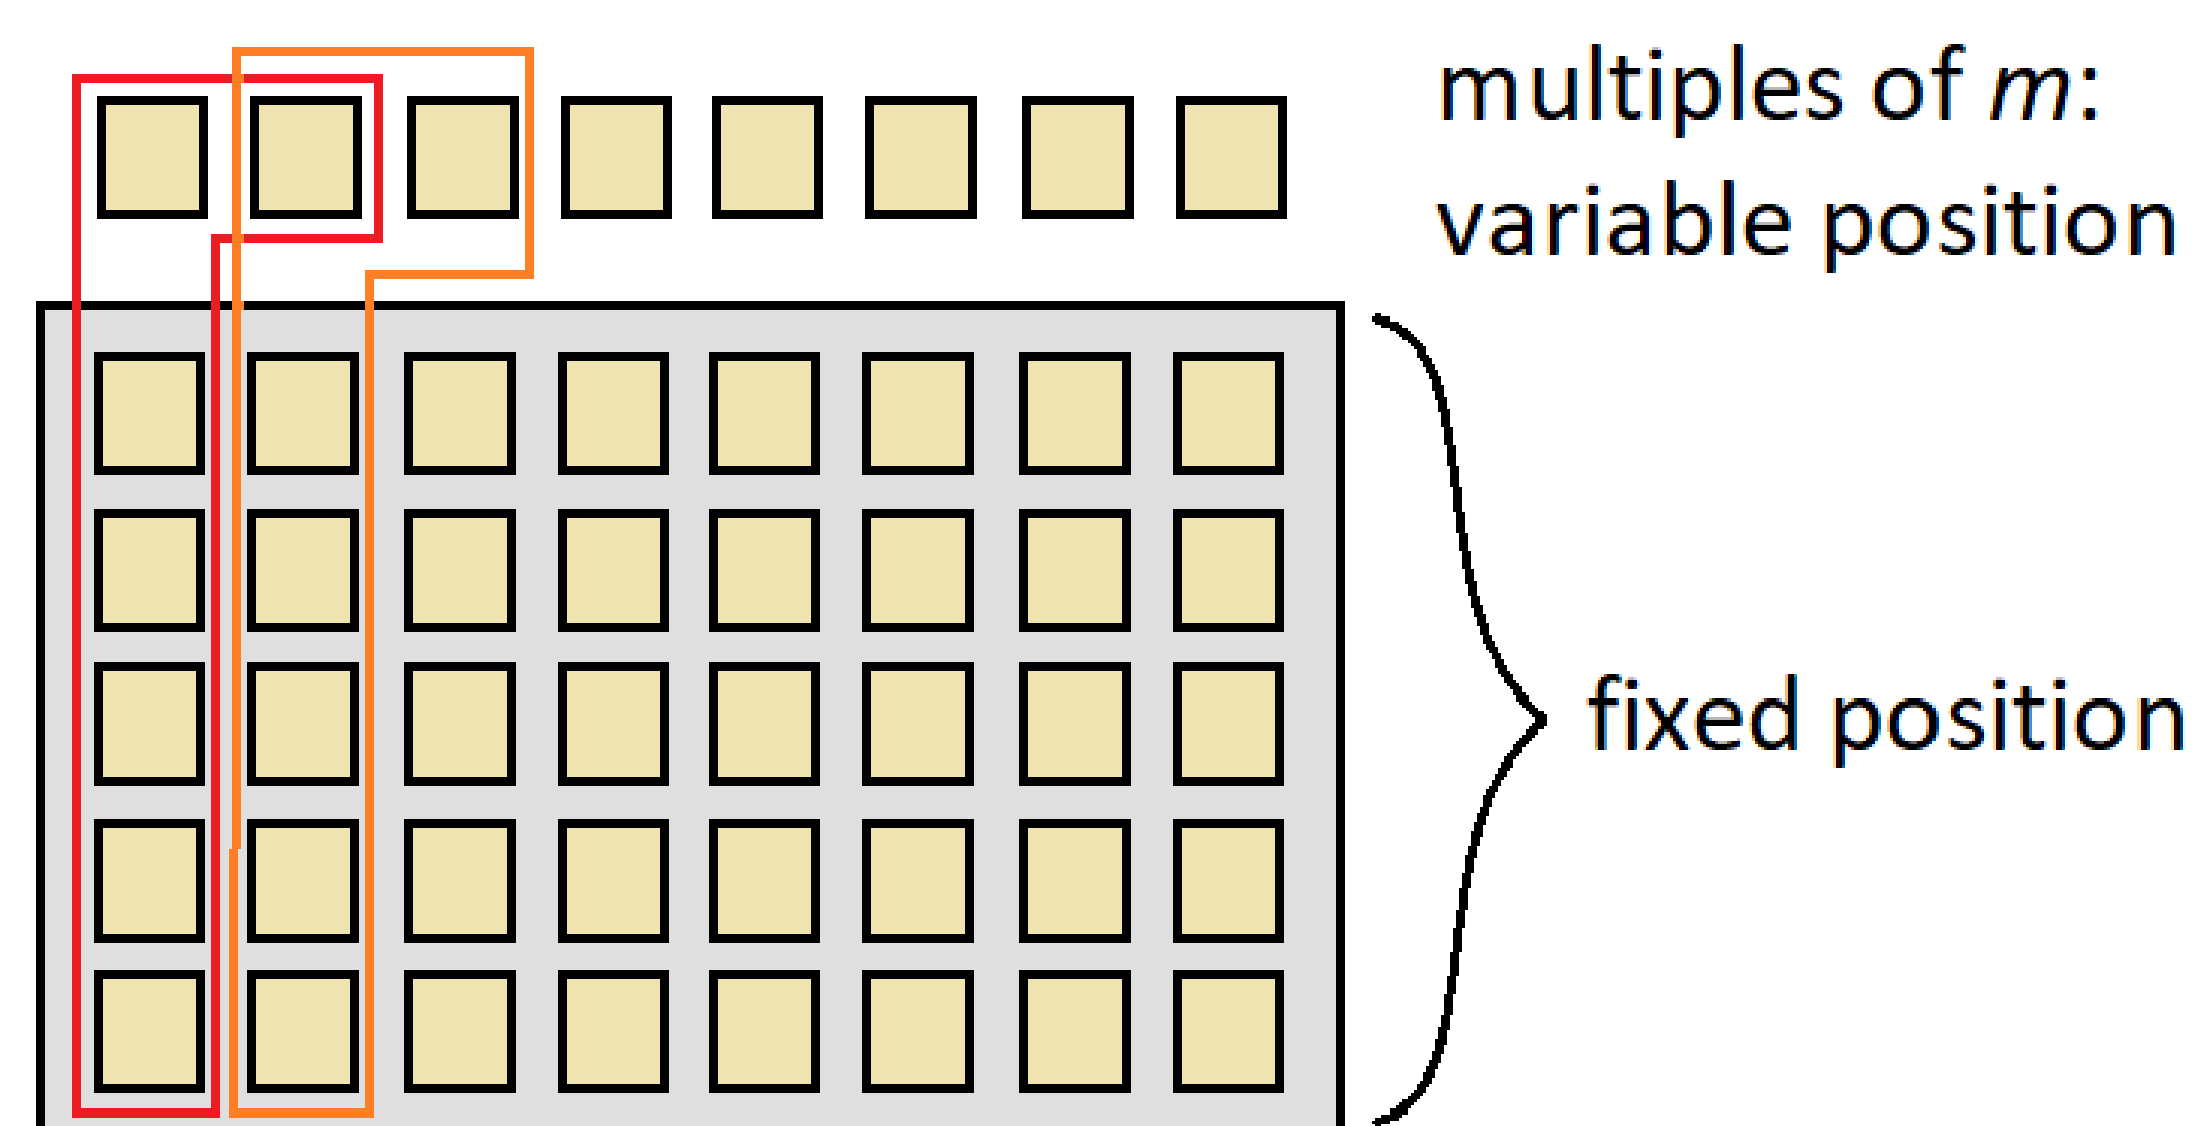 multiples of m:
variable position
fixed position